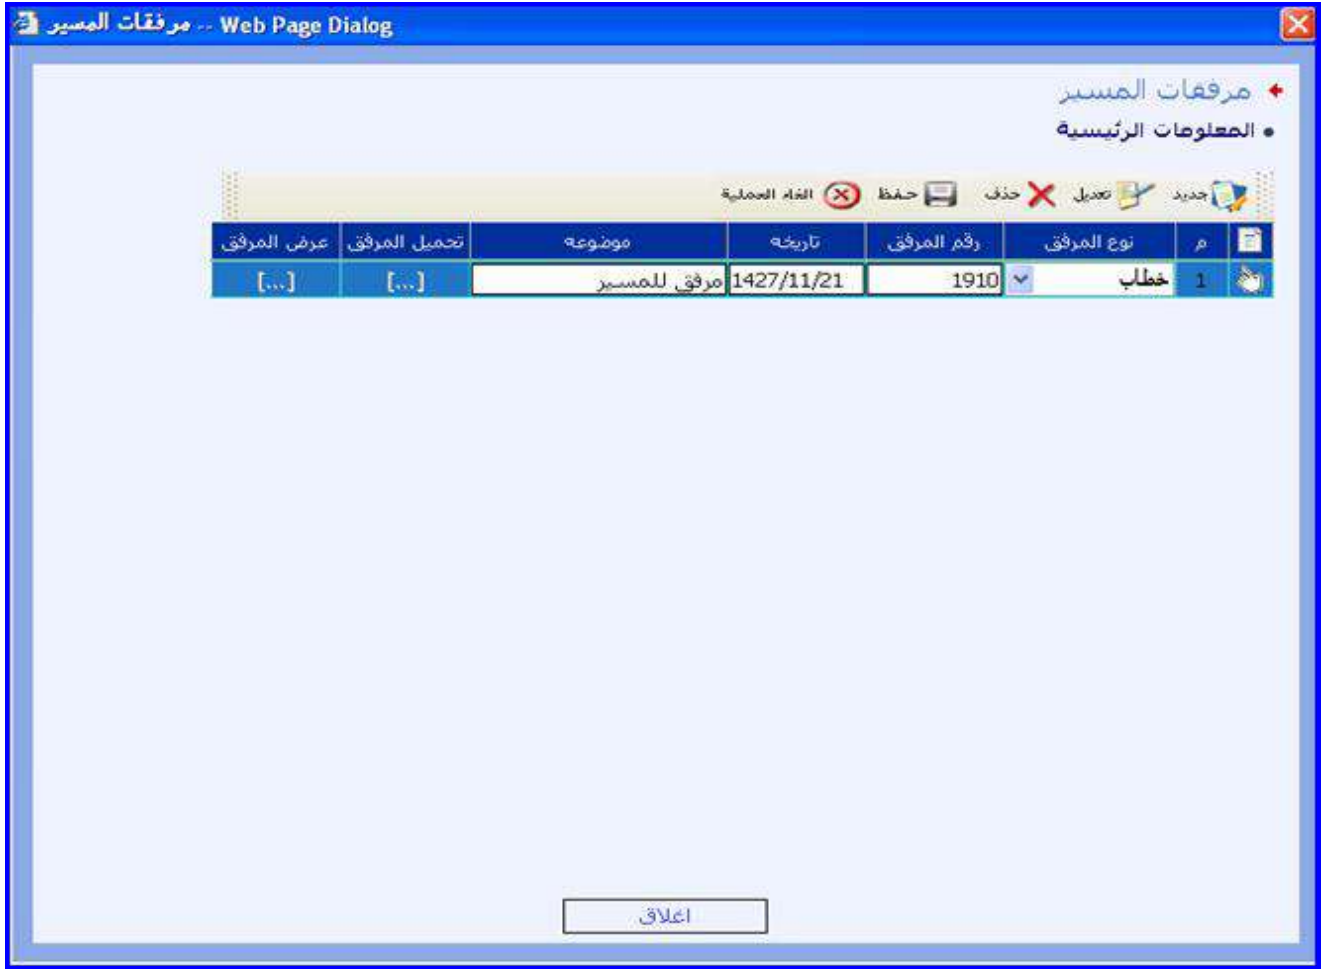 مرفقات المسير -- Web Page Dialog
مرفقات المسير
المعلومات الرئيسية
جديد تعديل حذف حفظ الغاء العملية
م نوع المرفق رقم المرفق تاريخه موضوعه تحميل المرفق عرض المرفق
1 خطاب 1910 1427/11/21 مرفق للمسير [...] [...]
اغلاق